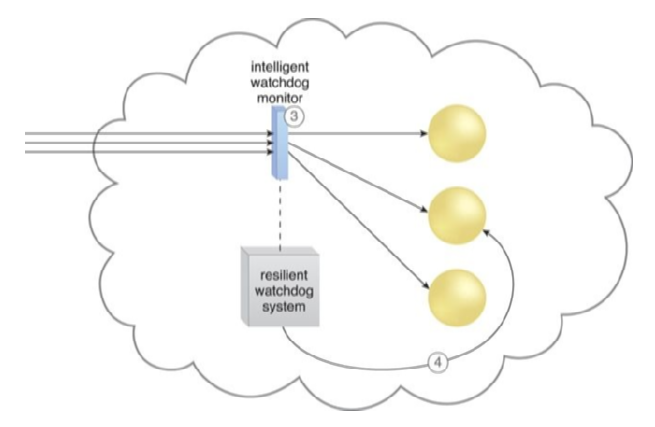 intelligent
watchdog
monitor
3
resilient
watchdog
system
4